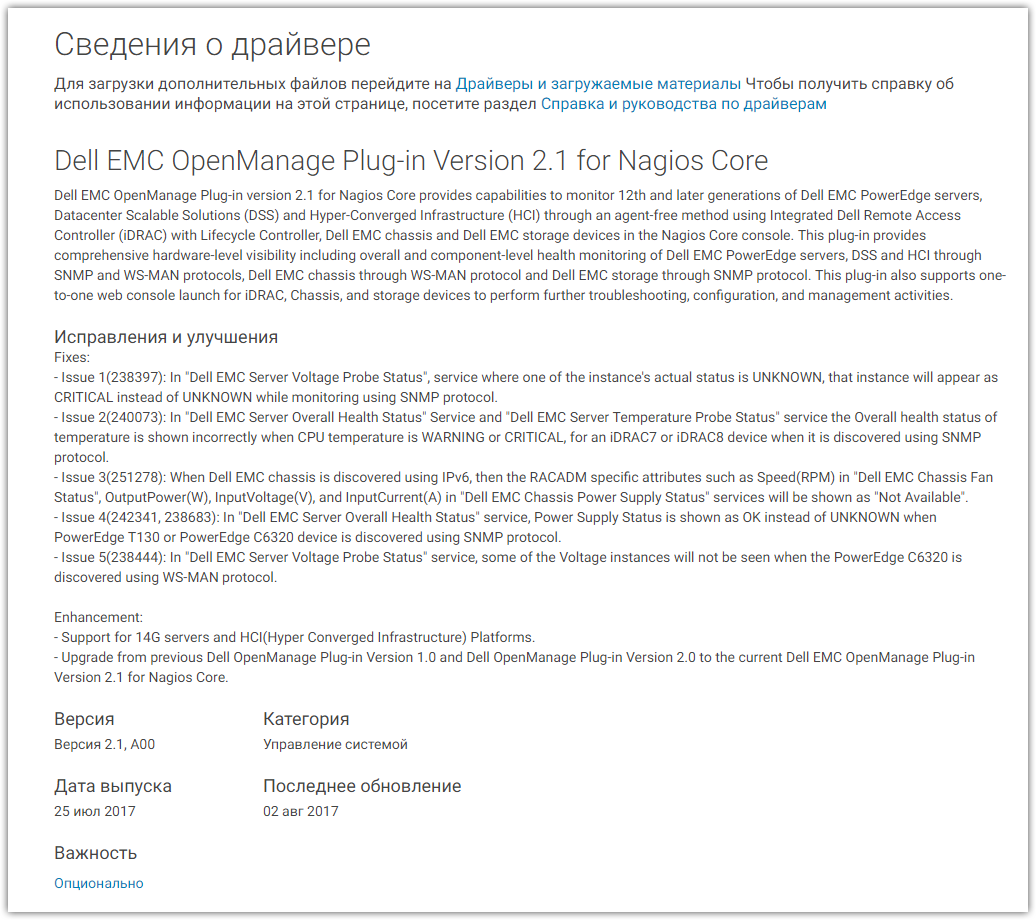 Сведения о драйвере
Для загрузки дополнительных файлов перейдите на Драйверы и загружаемые материалы Чтобы получить справку об
использовании информации на этой странице, посетите раздел Справка и руководства по драйверам
Dell EMC OpenManage Plug-in Version 2.1 for Nagios Core
Dell EMC OpenManage Plug-in version 2.1 for Nagios Core provides capabilities to monitor 12th and later generations of Dell EMC PowerEdge servers,
Datacenter Scalable Solutions (DSS) and Hyper-Converged Infrastructure (HCI) through an agent-free method using Integrated Dell Remote Access
Controller (iDRAC) with Lifecycle Controller, Dell EMC chassis and Dell EMC storage devices in the Nagios Core console. This plug-in provides
comprehensive hardware-level visibility including overall and component-level health monitoring of Dell EMC PowerEdge servers, DSS and HCI through
SNMP and WS-MAN protocols, Dell EMC chassis through WS-MAN protocol and Dell EMC storage through SNMP protocol. This plug-in also supports one-
to-one web console launch for iDRAC, Chassis, and storage devices to perform further troubleshooting, configuration, and management activities.
Исправления и улучшения
Fixes:
- Issue 1(238397): In "Dell EMC Server Voltage Probe Status", service where one of the instance's actual status is UNKNOWN, that instance will appear as
CRITICAL instead of UNKNOWN while monitoring using SNMP protocol.
- Issue 2(240073): In "Dell EMC Server Overall Health Status" Service and "Dell EMC Server Temperature Probe Status" service the Overall health status of
temperature is shown incorrectly when CPU temperature is WARNING or CRITICAL, for an iDRAC7 or iDRAC8 device when it is discovered using SNMP
protocol.
- Issue 3(251278): When Dell EMC chassis is discovered using IPv6, then the RACADM specific attributes such as Speed(RPM) in "Dell EMC Chassis Fan
Status", OutputPower(W), InputVoltage(V), and InputCurrent(A) in "Dell EMC Chassis Power Supply Status" services will be shown as "Not Available".
- Issue 4(242341, 238683): In "Dell EMC Server Overall Health Status" service, Power Supply Status is shown as OK instead of UNKNOWN when
PowerEdge T130 or PowerEdge C6320 device is discovered using SNMP protocol.
- Issue 5(238444): In "Dell EMC Server Voltage Probe Status" service, some of the Voltage instances will not be seen when the PowerEdge C6320 is
discovered using WS-MAN protocol.
Enhancement:
- Support for 14G servers and HCI(Hyper Converged Infrastructure) Platforms.
- Upgrade from previous Dell OpenManage Plug-in Version 1.0 and Dell OpenManage Plug-in Version 2.0 to the current Dell EMC OpenManage Plug-in
Version 2.1 for Nagios Core.
Версия Категория
Версия 2.1, A00 Управление системой
Дата выпуска Последнее обновление
25 июл 2017 02 авг 2017
Важность
Опционально